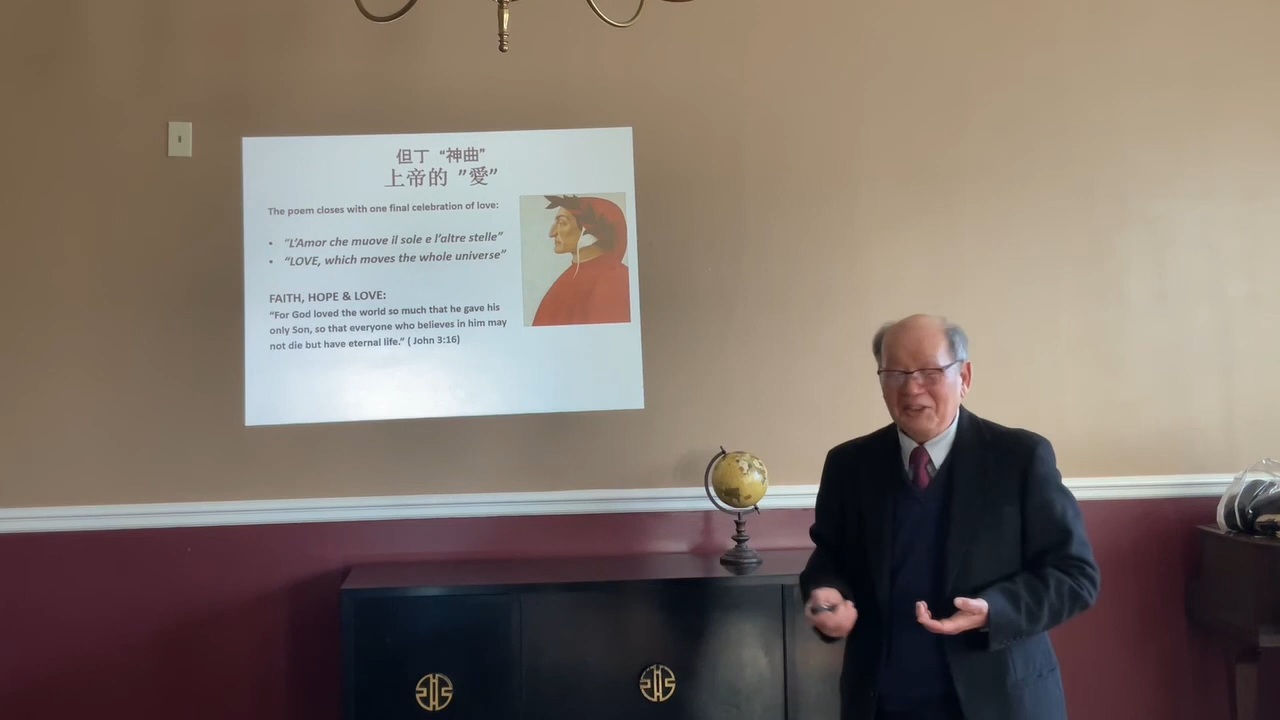 但丁 “神曲”
上帝的 ”愛”
The poem closes with one final celebration of love:
• “L’Amor che muove il sole e l’altre stelle”
• “LOVE, which moves the whole universe”
FAITH, HOPE & LOVE:
“For God loved the world so much that he gave his
only Son, so that everyone who believes in him may
not die but have eternal life.” ( John 3:16)